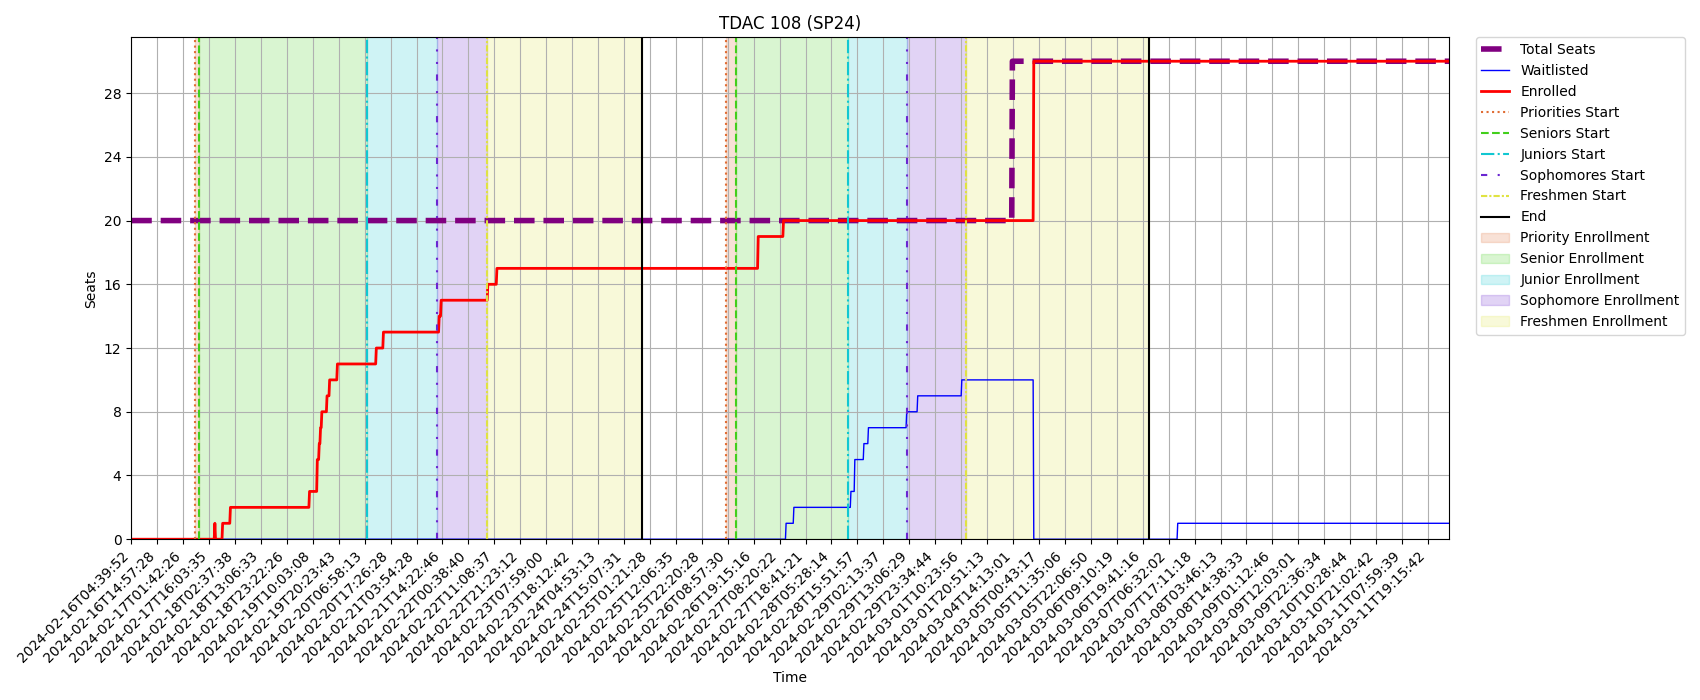 TDAC 108 (SP24)
Seats
28
24
20
16
12
8
4
0
2024-02-16T04:39:52
2024-02-16T14:57:28
2024-02-17T01:42:26
2024-02-17T16:03:35
2024-02-18T02:37:38
2024-02-18T13:06:33
2024-02-18T23:22:26
2024-02-19T10:03:08
2024-02-19T20:23:43
2024-02-20T06:58:13
2024-02-20T17:26:28
2024-02-21T03:54:28
2024-02-21T14:22:46
2024-02-22T00:38:40
2024-02-22T11:08:37
2024-02-22T21:23:12
2024-02-23T07:59:00
2024-02-23T18:12:42
2024-02-24T04:53:13
2024-02-24T15:07:31
2024-02-25T01:21:28
2024-02-25T12:06:35
2024-02-25T22:20:28
2024-02-26T08:57:30
2024-02-26T19:15:16
2024-02-27T08:20:22
2024-02-27T18:41:21
2024-02-28T05:28:14
2024-02-28T15:51:57
2024-02-29T02:13:37
2024-02-29T13:06:29
2024-02-29T23:34:44
2024-03-01T10:23:56
2024-03-01T20:51:13
2024-03-04T14:13:01
2024-03-05T00:43:17
2024-03-05T11:35:06
2024-03-05T22:06:50
2024-03-06T09:10:19
2024-03-06T19:41:16
2024-03-07T06:32:02
2024-03-07T17:11:18
2024-03-08T03:46:13
2024-03-08T14:38:33
2024-03-09T01:12:46
2024-03-09T12:03:01
2024-03-09T22:36:34
2024-03-10T10:28:44
2024-03-10T21:02:42
2024-03-11T07:59:39
2024-03-11T19:15:42
Time
Total Seats
Waitlisted
Enrolled
Priorities Start
Seniors Start
Juniors Start
Sophomores Start
Freshmen Start
End
Priority Enrollment
Senior Enrollment
Junior Enrollment
Sophomore Enrollment
Freshmen Enrollment